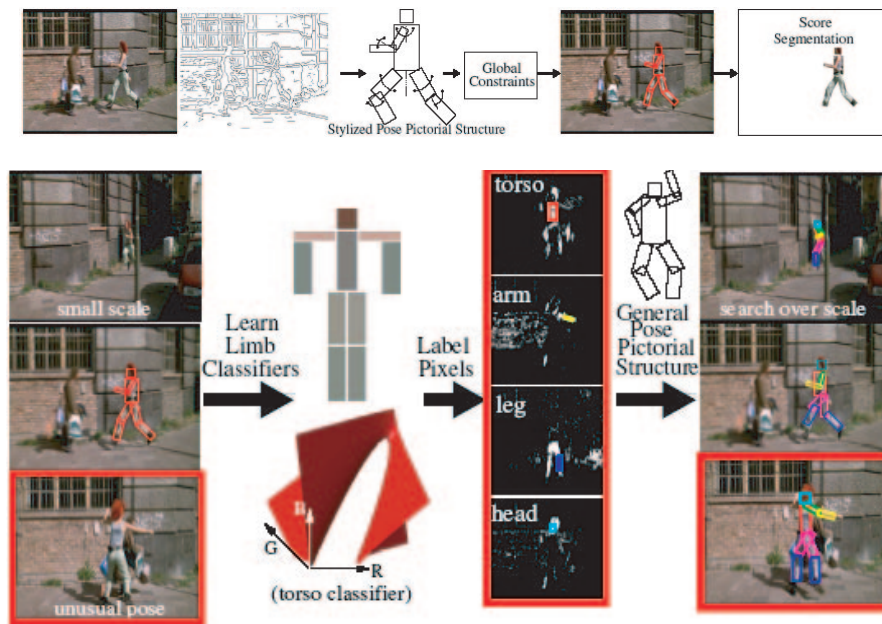 Score
Segmentation
Global
Constraints
Stylized Pose Pictorial Structure
small scale
unusual pose
Learn
Limb
Classifiers
B
G
R
(torso classifier)
Label
Pixels
torso
arm
leg
head
General
Pose
Pictorial
Structure
search over scale